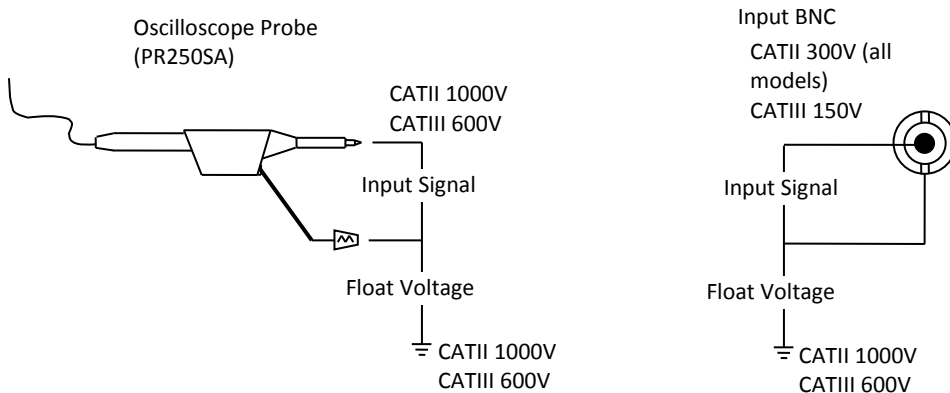 Oscilloscope Probe
(PR250SA)
CATII 1000V
CATIII 600V
Input Signal
Float Voltage
CATII 1000V
CATIII 600V
Input BNC
CATII 300V (all
models)
CATIII 150V
Input Signal
Float Voltage
CATII 1000V
CATIII 600V